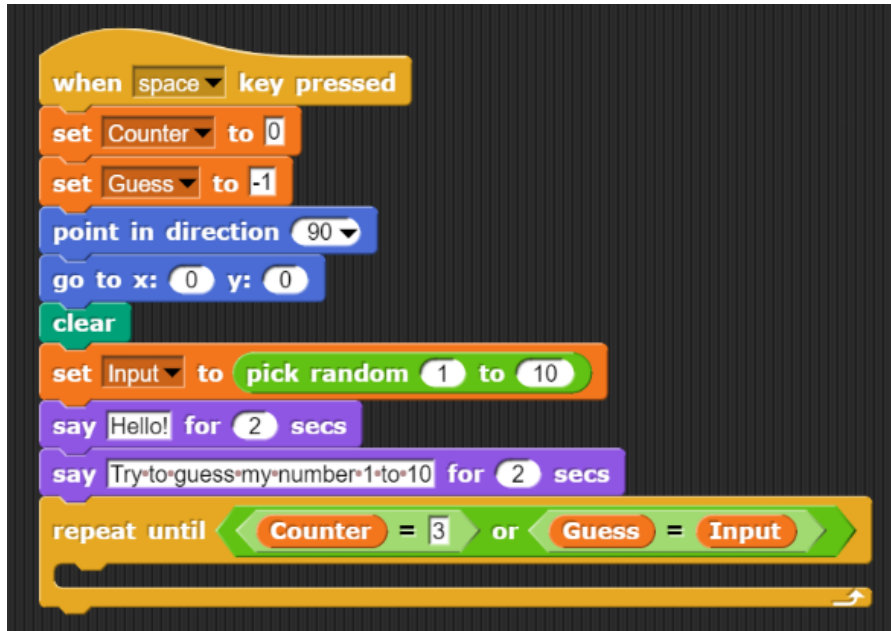 when space key pressed
set Counter to 0
set Guess to -1
point in direction 90
go to x: 0 y: 0
clear
set Input to pick random 1 to 10
say Hello! for 2 secs
say Try to guess my number 1 to 10 for 2 secs
repeat until Counter = 3 or Guess = Input